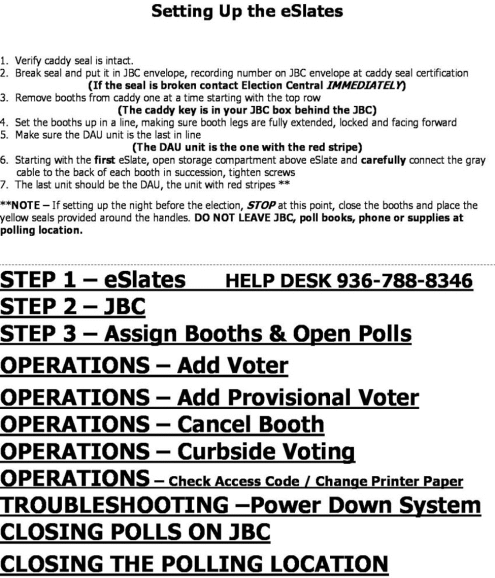 Setting Up the eSlates
1. Verify caddy seal is intact.
2. Break seal and put it in JBC envelope, recording number on JBC envelope at caddy seal certification
(If the seal is broken contact Election Central IMMEDIATELY)
3. Remove booths from caddy one at a time starting with the top row
(The caddy key is in your JBC box behind the JBC)
4. Set the booths up in a line, making sure booth legs are fully extended, locked and facing forward
5. Make sure the DAU unit is the last in line
(The DAU unit is the one with the red stripe)
6. Starting with the first eSlate, open storage compartment above eSlate and carefully connect the gray
cable to the back of each booth in succession, tighten screws
7. The last unit should be the DAU, the unit with red stripes **
**NOTE – If setting up the night before the election, STOP at this point, close the booths and place the
yellow seals provided around the handles. DO NOT LEAVE JBC, poll books, phone or supplies at
polling location.
STEP 1 – eSlates HELP DESK 936-788-8346
STEP 2 – JBC
STEP 3 – Assign Booths & Open Polls
OPERATIONS – Add Voter
OPERATIONS – Add Provisional Voter
OPERATIONS – Cancel Booth
OPERATIONS – Curbside Voting
OPERATIONS – Check Access Code / Change Printer Paper
TROUBLESHOOTING –Power Down System
CLOSING POLLS ON JBC
CLOSING THE POLLING LOCATION